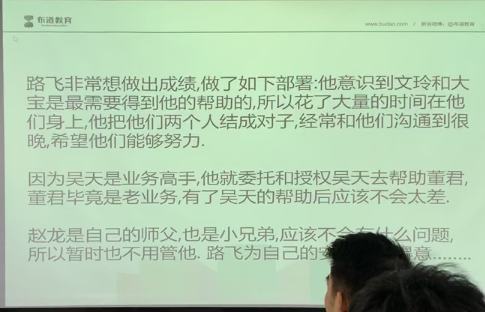 布道教育
www.budao.com / 新浪微博：@布道教育
路飞非常想做出成绩,做了如下部署:他意识到文玲和大
宝是最需要得到他的帮助的,所以花了大量的时间在他
们身上,他把他们两个人结成对子,经常和他们沟通到很
晚,希望他们能够努力.
因为吴天是业务高手,他就委托和授权吴天去帮助董君,
董君毕竟是老业务,有了吴天的帮助后应该不会太差.
赵龙是自己的师父,也是小兄弟,应该不会有什么问题,
所以暂时也不用管他. 路飞为自己的安 意.........